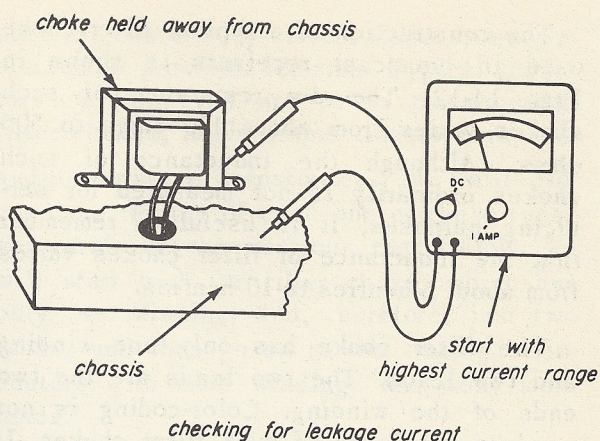 choke held away from chassis
DC
1 AMP
start with
highest current range
chassis
checking for leakage current